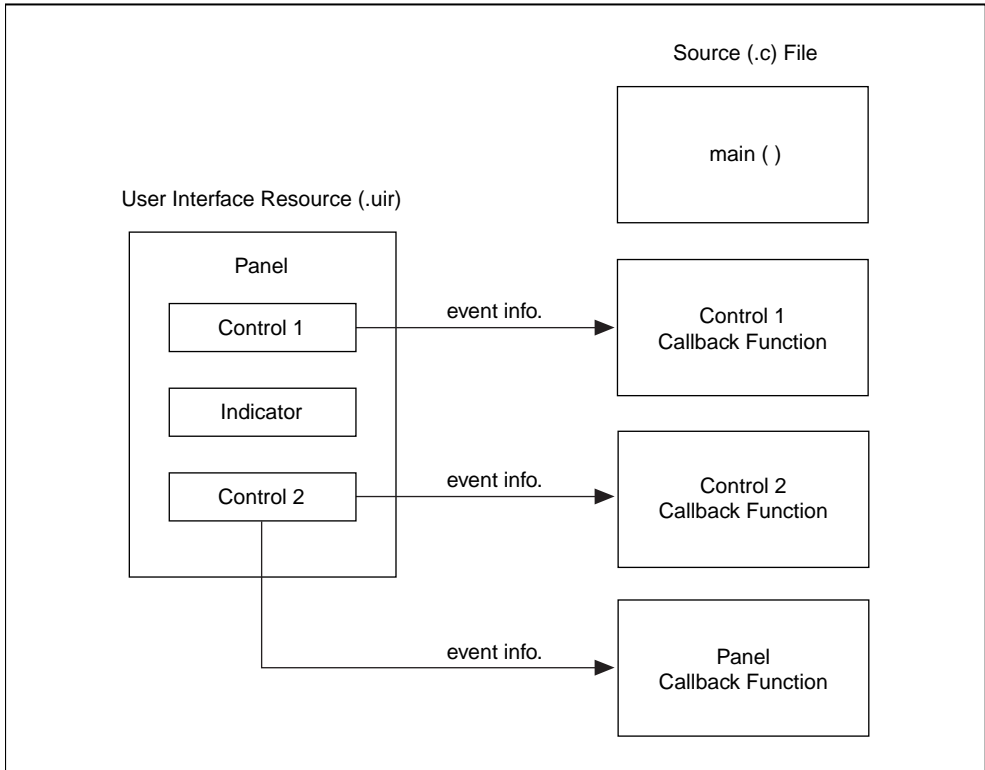 Source (.c) File
main ( )
User Interface Resource (.uir)
Panel
Control 1
event info.
Control 1
Callback Function
Indicator
Control 2
event info.
Control 2
Callback Function
event info.
Panel
Callback Function